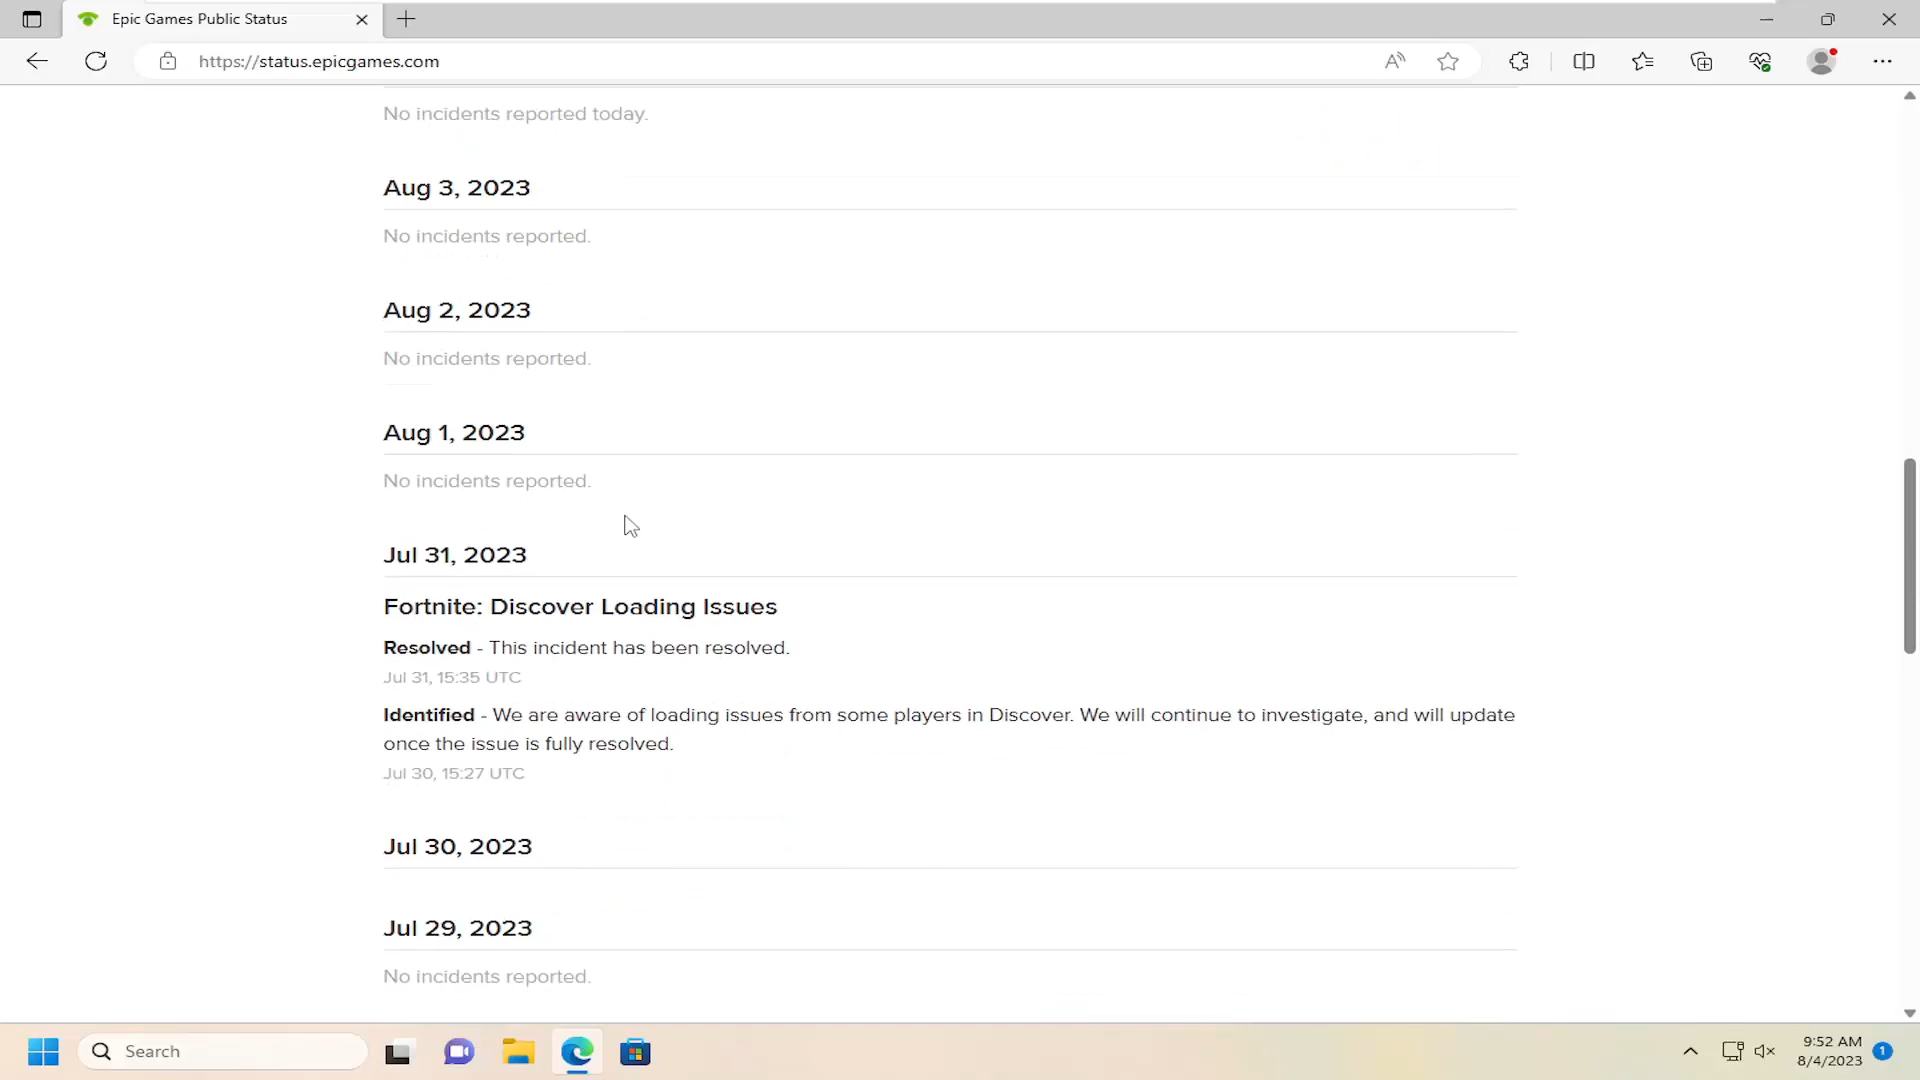 Epic Games Public Status
https://status.epicgames.com
No incidents reported today.
Aug 3, 2023
No incidents reported.
Aug 2, 2023
No incidents reported.
Aug 1, 2023
No incidents reported.
Jul 31, 2023
Fortnite: Discover Loading Issues
Resolved - This incident has been resolved.
Jul 31, 15:35 UTC
Identified - We are aware of loading issues from some players in Discover. We will continue to investigate, and will update
once the issue is fully resolved.
Jul 30, 15:27 UTC
Jul 30, 2023
Jul 29, 2023
No incidents reported.
Search
9:52 AM
8/4/2023
1